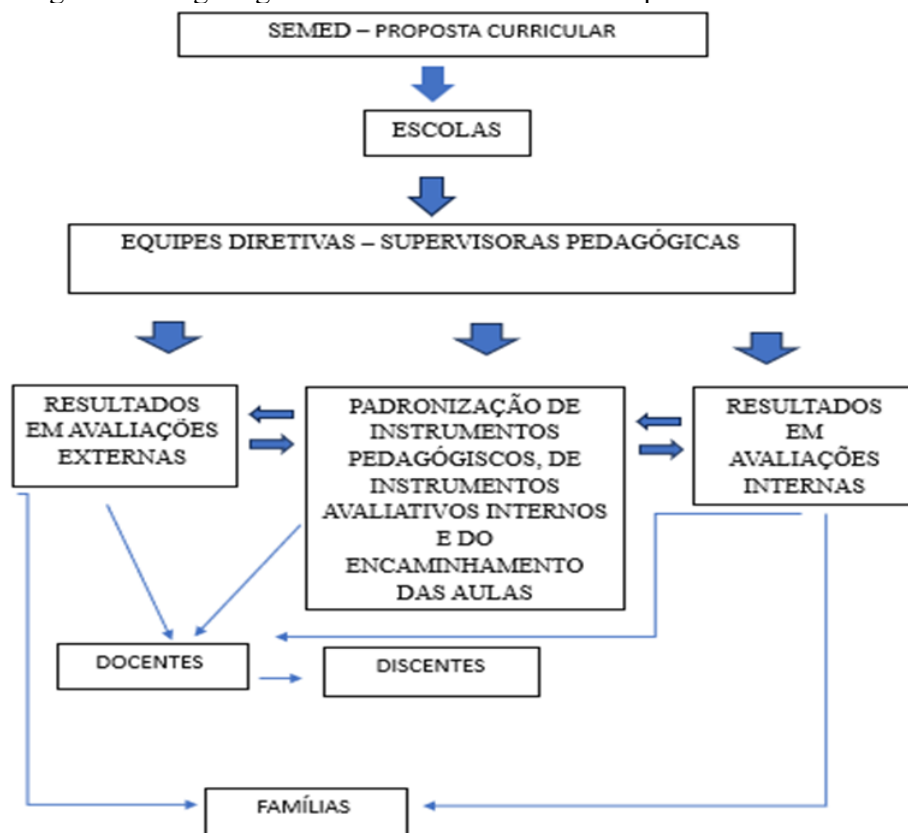 SEMED – PROPOSTA CURRICULAR
ESCOLAS
EQUIPES DIRETIVAS – SUPERVISORAS PEDAGÓGICAS
RESULTADOS
EM AVALIAÇÕES
EXTERNAS
PADRONIZAÇÃO DE
INSTRUMENTOS
PEDAGÓGISCOS, DE
INSTRUMENTOS
AVALIATIVOS INTERNOS
E DO
ENCAMINHAMENTO
DAS AULAS
RESULTADOS
EM
AVALIAÇÕES
INTERNAS
DOCENTES
DISCENTES
FAMÍLIAS